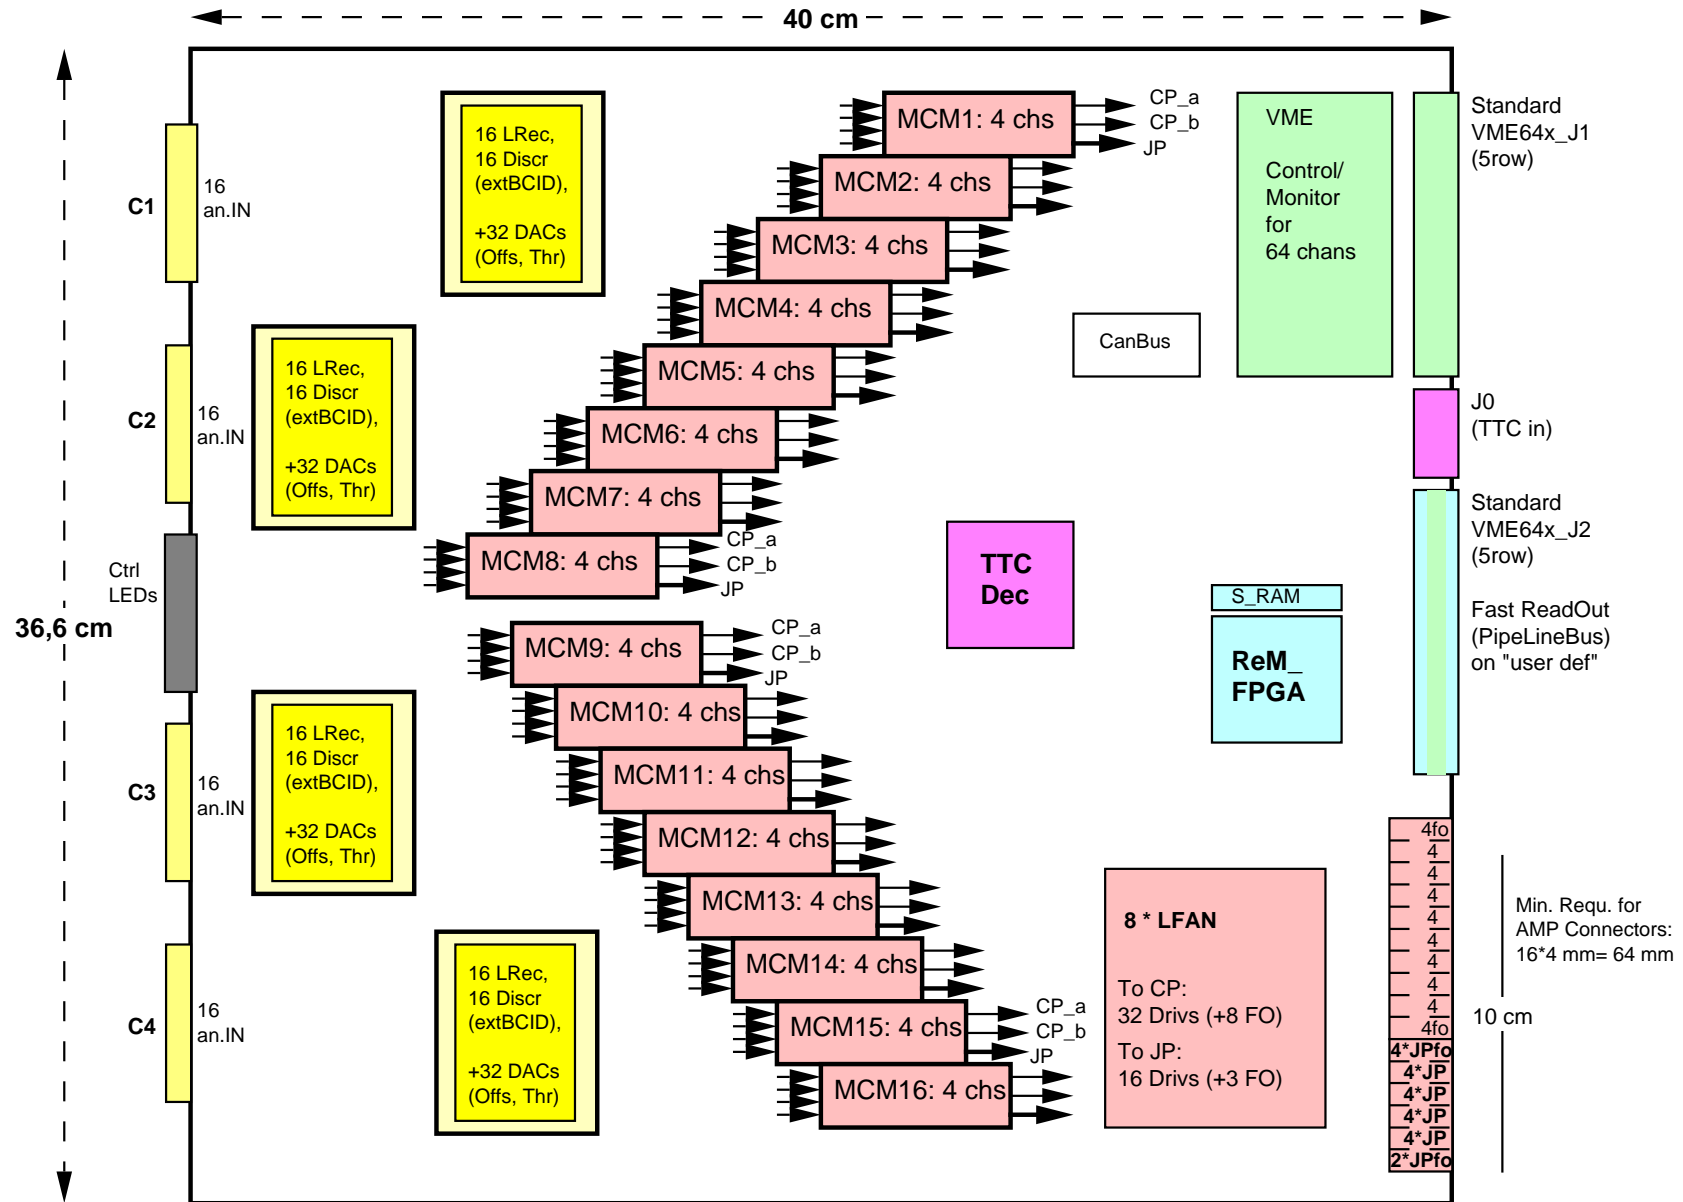 40 cm
36,6 cm
C1
16
an.IN
C2
16
an.IN
Ctrl
LEDs
C3
16
an.IN
C4
16
an.IN
16 LRec,
16 Discr
(extBCID),
+32 DACs
(Offs, Thr)
16 LRec,
16 Discr
(extBCID),
+32 DACs
(Offs, Thr)
16 LRec,
16 Discr
(extBCID),
+32 DACs
(Offs, Thr)
16 LRec,
16 Discr
(extBCID),
+32 DACs
(Offs, Thr)
MCM1: 4 chs
CP_a
CP_b
JP
MCM2: 4 chs
MCM3: 4 chs
MCM4: 4 chs
MCM5: 4 chs
MCM6: 4 chs
MCM7: 4 chs
MCM8: 4 chs
CP_a
CP_b
JP
MCM9: 4 chs
CP_a
CP_b
JP
MCM10: 4 chs
MCM11: 4 chs
MCM12: 4 chs
MCM13: 4 chs
MCM14: 4 chs
MCM15: 4 chs
CP_a
CP_b
JP
MCM16: 4 chs
VME
Control/
Monitor
for
64 chans
CanBus
TTC
Dec
S_RAM
ReM_
FPGA
8 * LFAN
To CP:
32 Drivs (+8 FO)
To JP:
16 Drivs (+3 FO)
Standard
VME64x_J1
(5row)
J0
(TTC in)
Standard
VME64x_J2
(5row)
Fast ReadOut
(PipeLineBus)
on "user def"
4fo
4
4
4
4
4
4
4
4
4fo
4*JPfo
4*JP
4*JP
4*JP
4*JP
2*JPfo
Min. Requ. for
AMP Connectors:
16*4 mm= 64 mm
10 cm